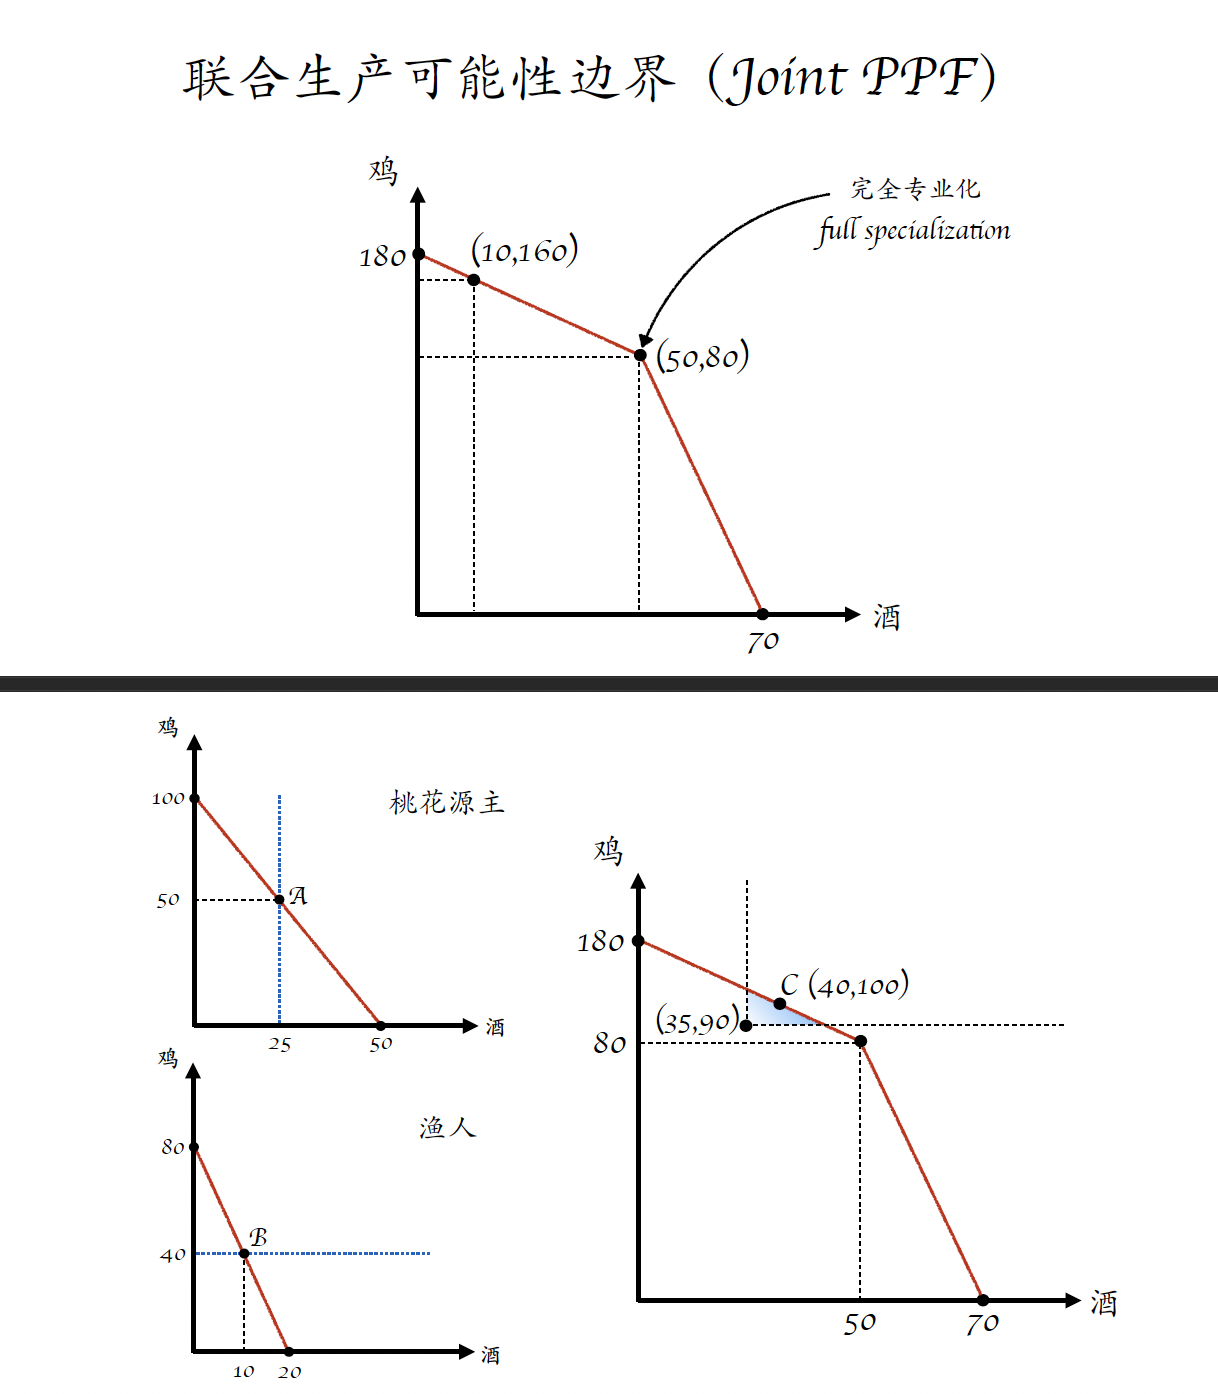 联合生产可能性边界（Joint PPF）
鸡
完全专业化
full specialization
180
(10,160)
(50,80)
70
酒
鸡
100
桃花源主
50
A
25
50
酒
鸡
80
渔人
40
B
10
20
酒
鸡
180
C (40,100)
(35,90)
80
50
70
酒